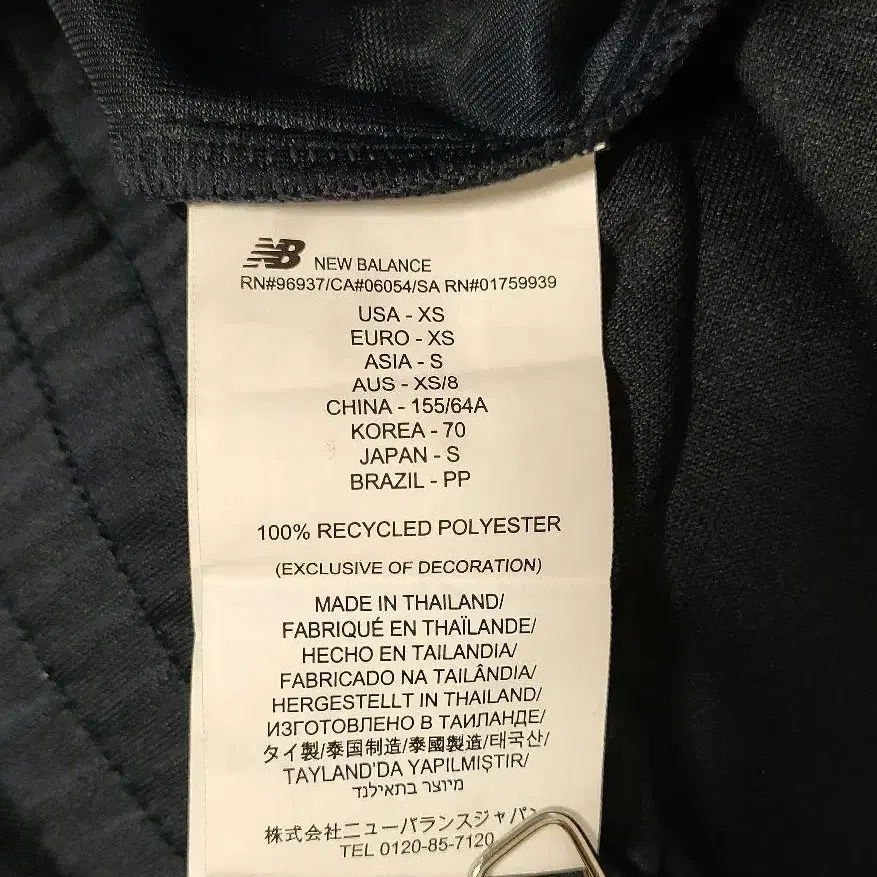 NB NEW BALANCE
RN#96937/CA#06054/SA RN#01759939
USA - XS
EURO - XS
ASIA - S
AUS - XS/8
CHINA - 155/64A
KOREA - 70
JAPAN - S
BRAZIL - PP
100% RECYCLED POLYESTER
(EXCLUSIVE OF DECORATION)
MADE IN THAILAND/
FABRIQUÉ EN THAÏLANDE/
HECHO EN TAILANDIA/
FABRICADO NA TAILÂNDIA/
HERGESTELLT IN THAILAND/
ИЗГОТОВЛЕНО В ТАИЛАНДЕ/
タイ製/泰国制造/泰國製造/태국산/
TAYLAND'DA YAPILMIŞTIR/
מיוצר בתאילנד
株式会社ニューバランスジャパン
TEL 0120-85-7120